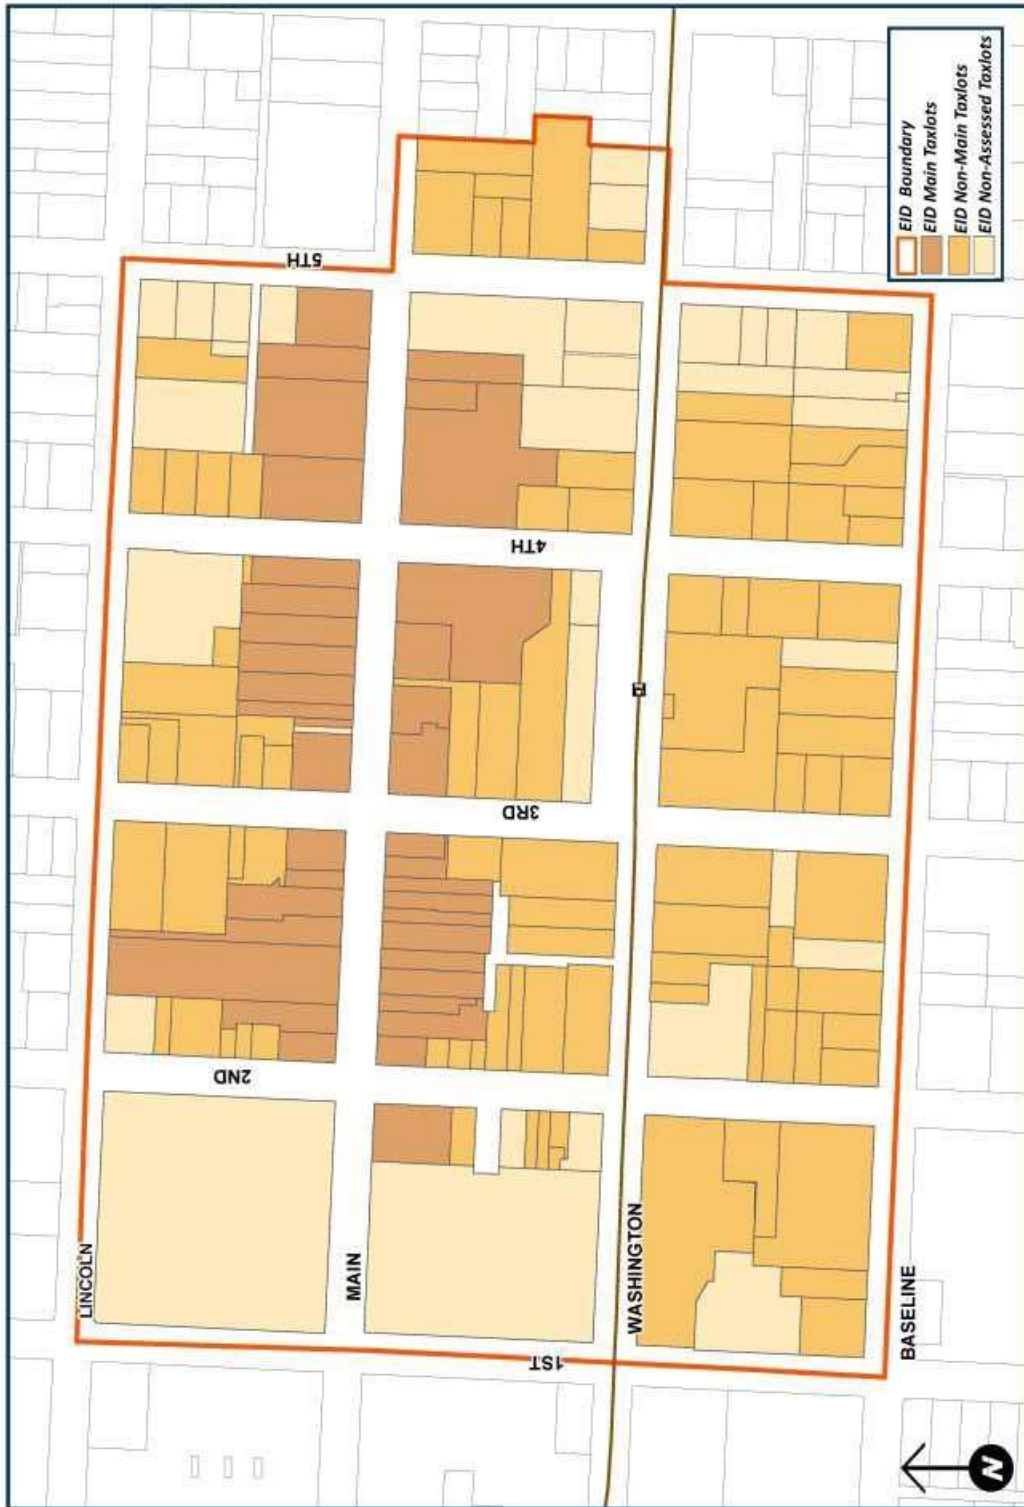 5TH
4TH
3RD
2ND
1ST
LINCOLN
MAIN
WASHINGTON
BASELINE
EID Boundary
EID Main Taxlots
EID Non-Main Taxlots
EID Non-Assessed Taxlots
N